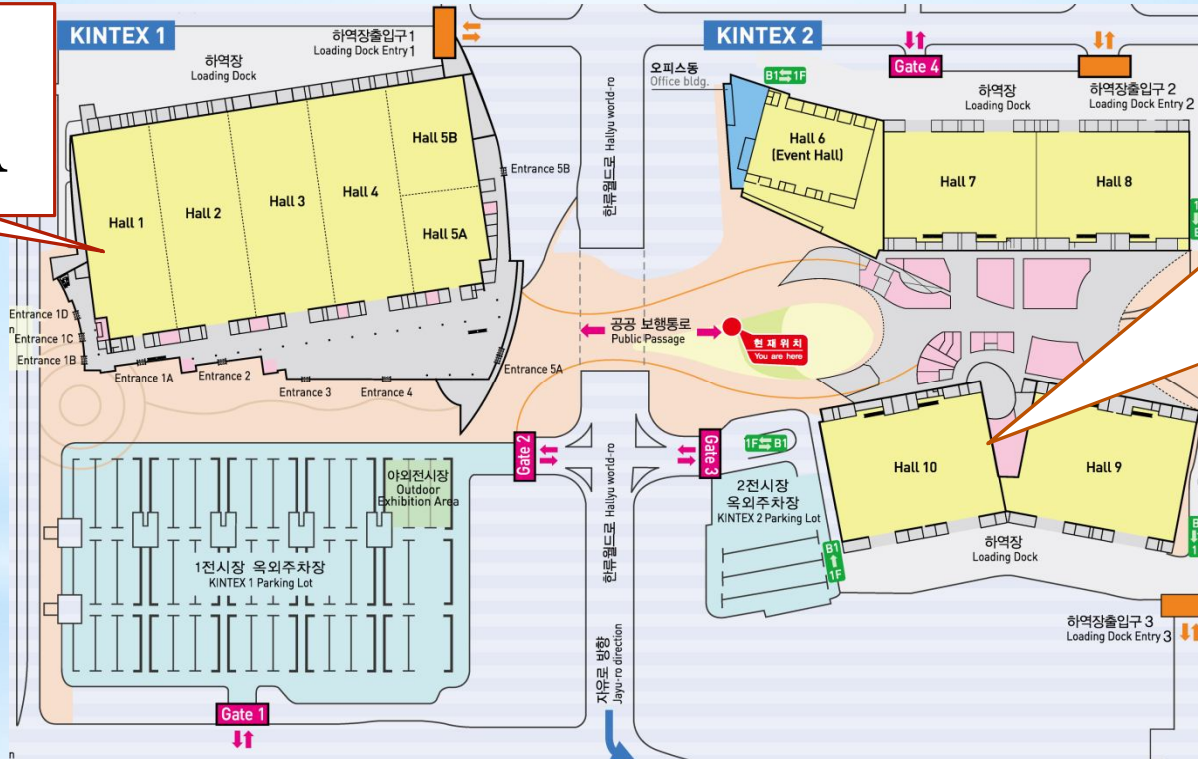 KINTEX 1
하역장출입구 1
Loading Dock Entry 1
하역장
Loading Dock
Hall 1
Hall 2
Hall 3
Hall 4
Hall 5B
Hall 5A
Entrance 5B
Entrance 1D
Entrance 1C
Entrance 1B
Entrance 1A
Entrance 2
Entrance 3
Entrance 4
Entrance 5A
한류월드로 Hallyu world-ro
공공 보행통로
Public Passage
현재위치
You are here
KINTEX 2
오피스동
Office bldg.
B1 1F
Gate 4
하역장
Loading Dock
하역장출입구 2
Loading Dock Entry 2
Hall 6
(Event Hall)
Hall 7
Hall 8
Hall 10
Hall 9
하역장
Loading Dock
하역장출입구 3
Loading Dock Entry 3
Gate 2
Gate 3
1F B1
2전시장
옥외주차장
KINTEX 2 Parking Lot
B1
1F
야외전시장
Outdoor
Exhibition Area
1전시장 옥외주차장
KINTEX 1 Parking Lot
한류월드로 Hallyu world-ro
자유로 방향
Jayu-ro direction
Gate 1